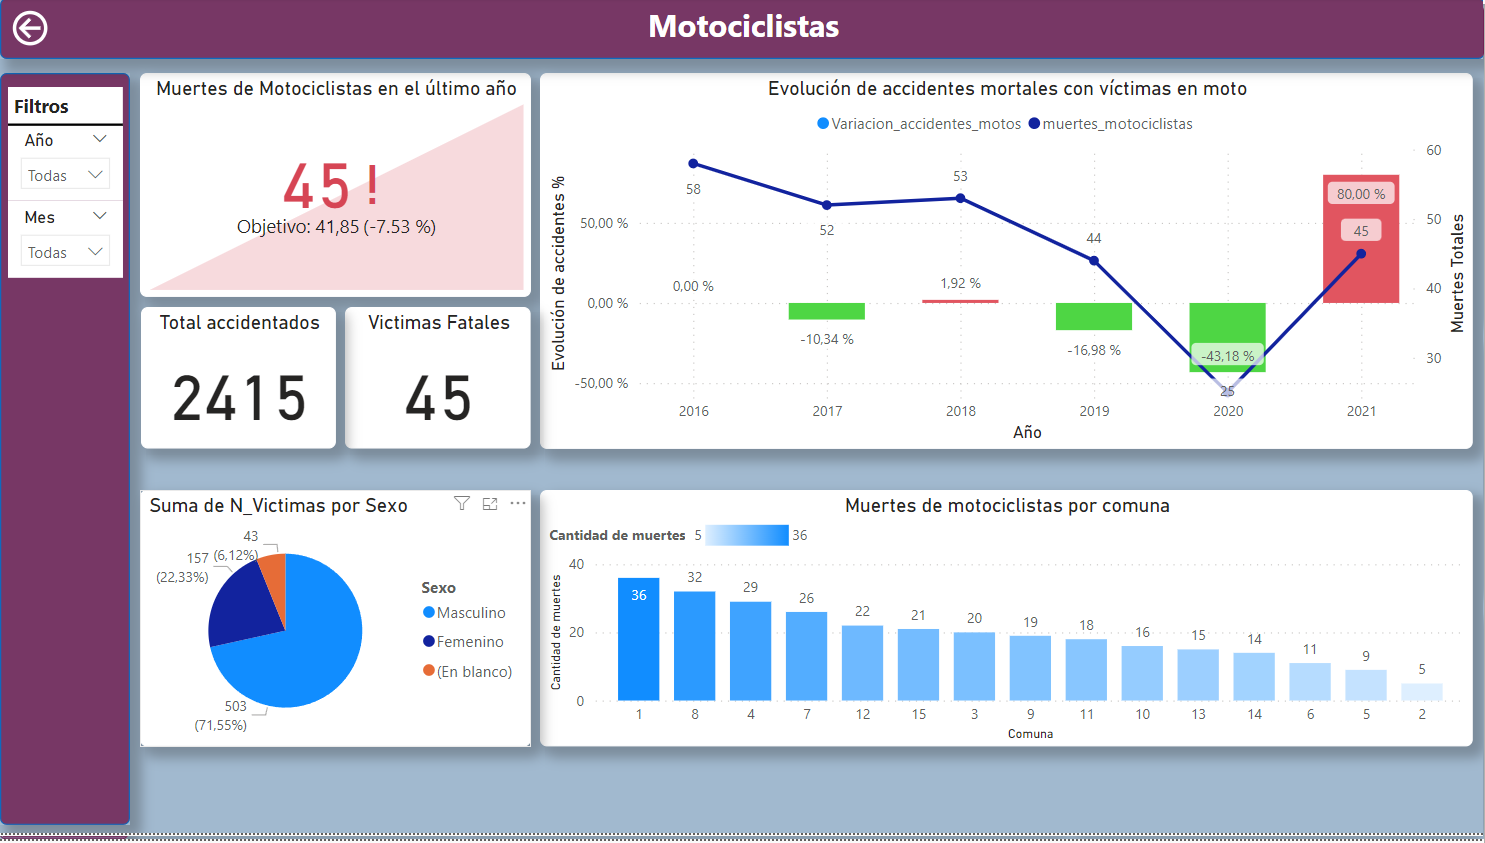 Motociclistas
Filtros
Año
Todas
Mes
Todas
Muertes de Motociclistas en el último año
45!
Objetivo: 41,85 (-7.53 %)
Total accidentados
2415
Victimas Fatales
45
Evolución de accidentes mortales con víctimas en moto
Variacion_accidentes_motos
muertes_motociclistas
Evolución de accidentes %
50,00 %
0,00 %
-50,00 %
58
52
53
44
25
45
0,00 %
-10,34 %
1,92 %
-16,98 %
-43,18 %
80,00 %
60
50
40
30
Muertes Totales
2016
2017
2018
2019
2020
2021
Año
Suma de N_Victimas por Sexo
43
(6,12%)
157
(22,33%)
503
(71,55%)
Sexo
Masculino
Femenino
(En blanco)
Muertes de motociclistas por comuna
Cantidad de muertes
5
36
Cantidad de muertes
40
20
0
36
32
29
26
22
21
20
19
18
16
15
14
11
9
5
1
8
4
7
12
15
3
9
11
10
13
14
6
5
2
Comuna